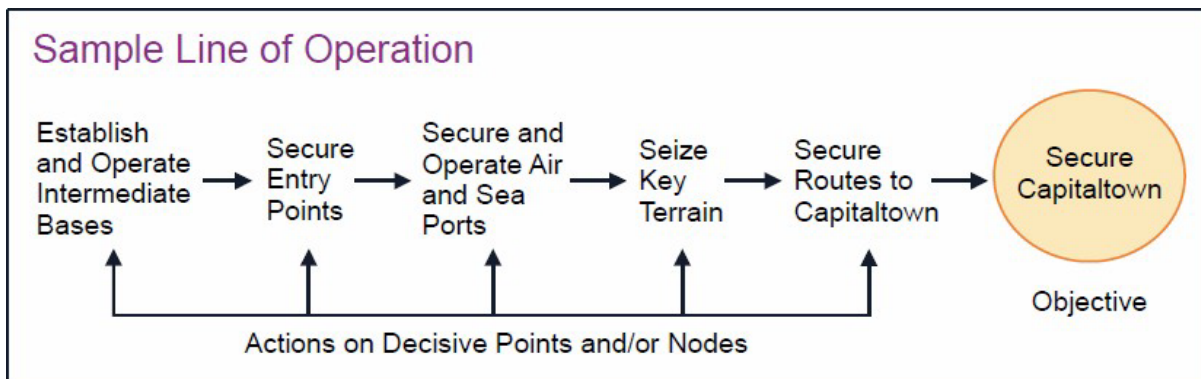 Sample Line of Operation
Establish
and Operate
Intermediate
Bases
Secure
Entry
Points
Secure and
Operate Air
and Sea
Ports
Seize
Key
Terrain
Secure
Routes to
Capitaltown
Secure
Capitaltown
Objective
Actions on Decisive Points and/or Nodes